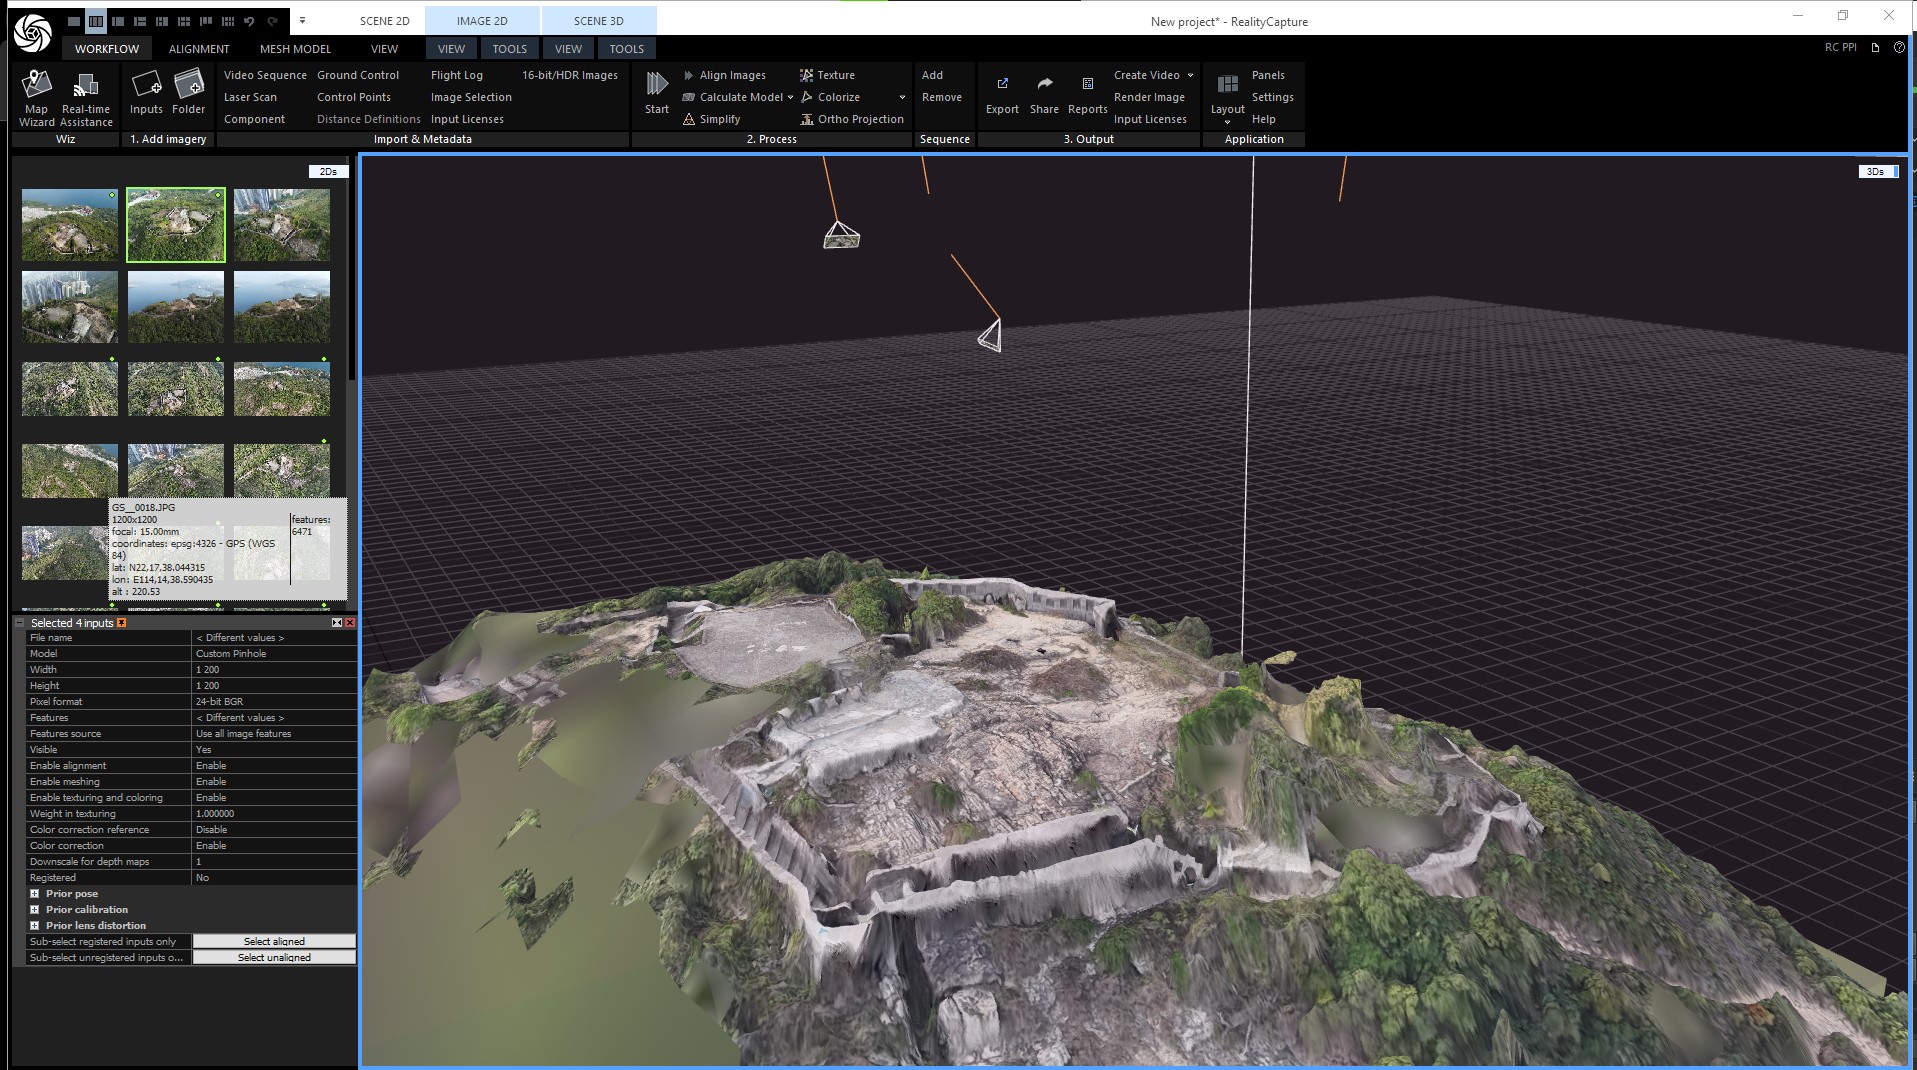 SCENE 2D IMAGE 2D SCENE 3D New project* - RealityCapture
WORKFLOW ALIGNMENT MESH MODEL VIEW VIEW TOOLS VIEW TOOLS RC PPI
Map Wizard
Real-time Assistance
Wiz
Inputs Folder
1. Add imagery
Video Sequence Ground Control Flight Log 16-bit/HDR Images
Laser Scan Control Points Image Selection
Component Distance Definitions Input Licenses
Import & Metadata
Start
Align Images Texture
Calculate Model Colorize
Simplify Ortho Projection
2. Process
Add
Remove
Sequence
Export Share Reports
Create Video
Render Image
Input Licenses
3. Output
Layout
Panels
Settings
Help
Application
2Ds
3Ds
GS__0018.JPG
1200x1200
focal: 15.00mm
coordinates: epsg:4326 - GPS (WGS
84)
lat: N22,17,38.044315
lon: E114,14,38.590435
alt : 220.53
features:
6471
Selected 4 inputs
File name < Different values >
Model Custom Pinhole
Width 1 200
Height 1 200
Pixel format 24-bit BGR
Features < Different values >
Features source Use all image features
Visible Yes
Enable alignment Enable
Enable meshing Enable
Enable texturing and coloring Enable
Weight in texturing 1.000000
Color correction reference Disable
Color correction Enable
Downscale for depth maps 1
Registered No
Prior pose
Prior calibration
Prior lens distortion
Sub-select registered inputs only Select aligned
Sub-select unregistered inputs o... Select unaligned